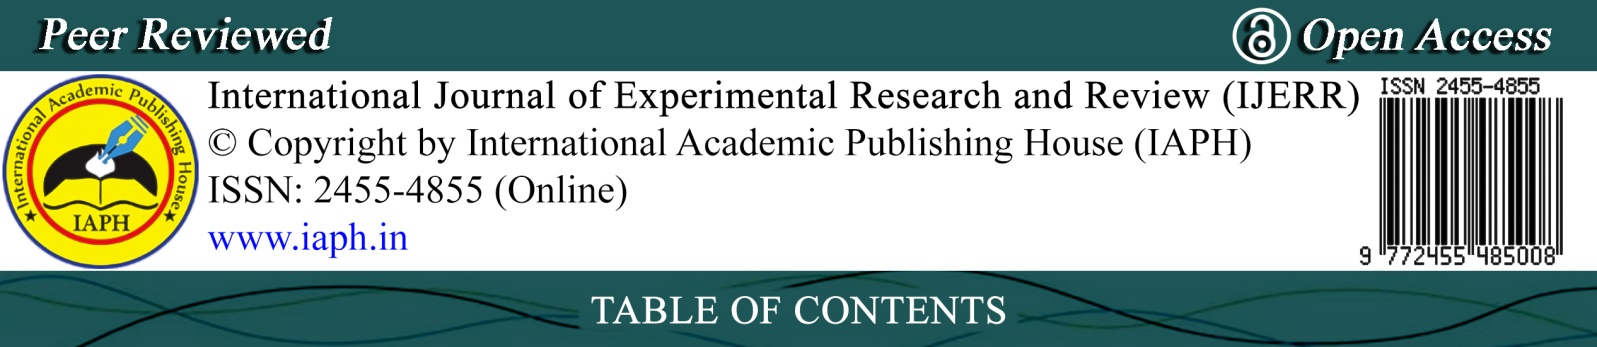 Peer Reviewed
Open Access
International Academic Publishing House
IAPH
International Journal of Experimental Research and Review (IJERR)
© Copyright by International Academic Publishing House (IAPH)
ISSN: 2455-4855 (Online)
www.iaph.in
ISSN 2455-4855
9 772455 485008
TABLE OF CONTENTS